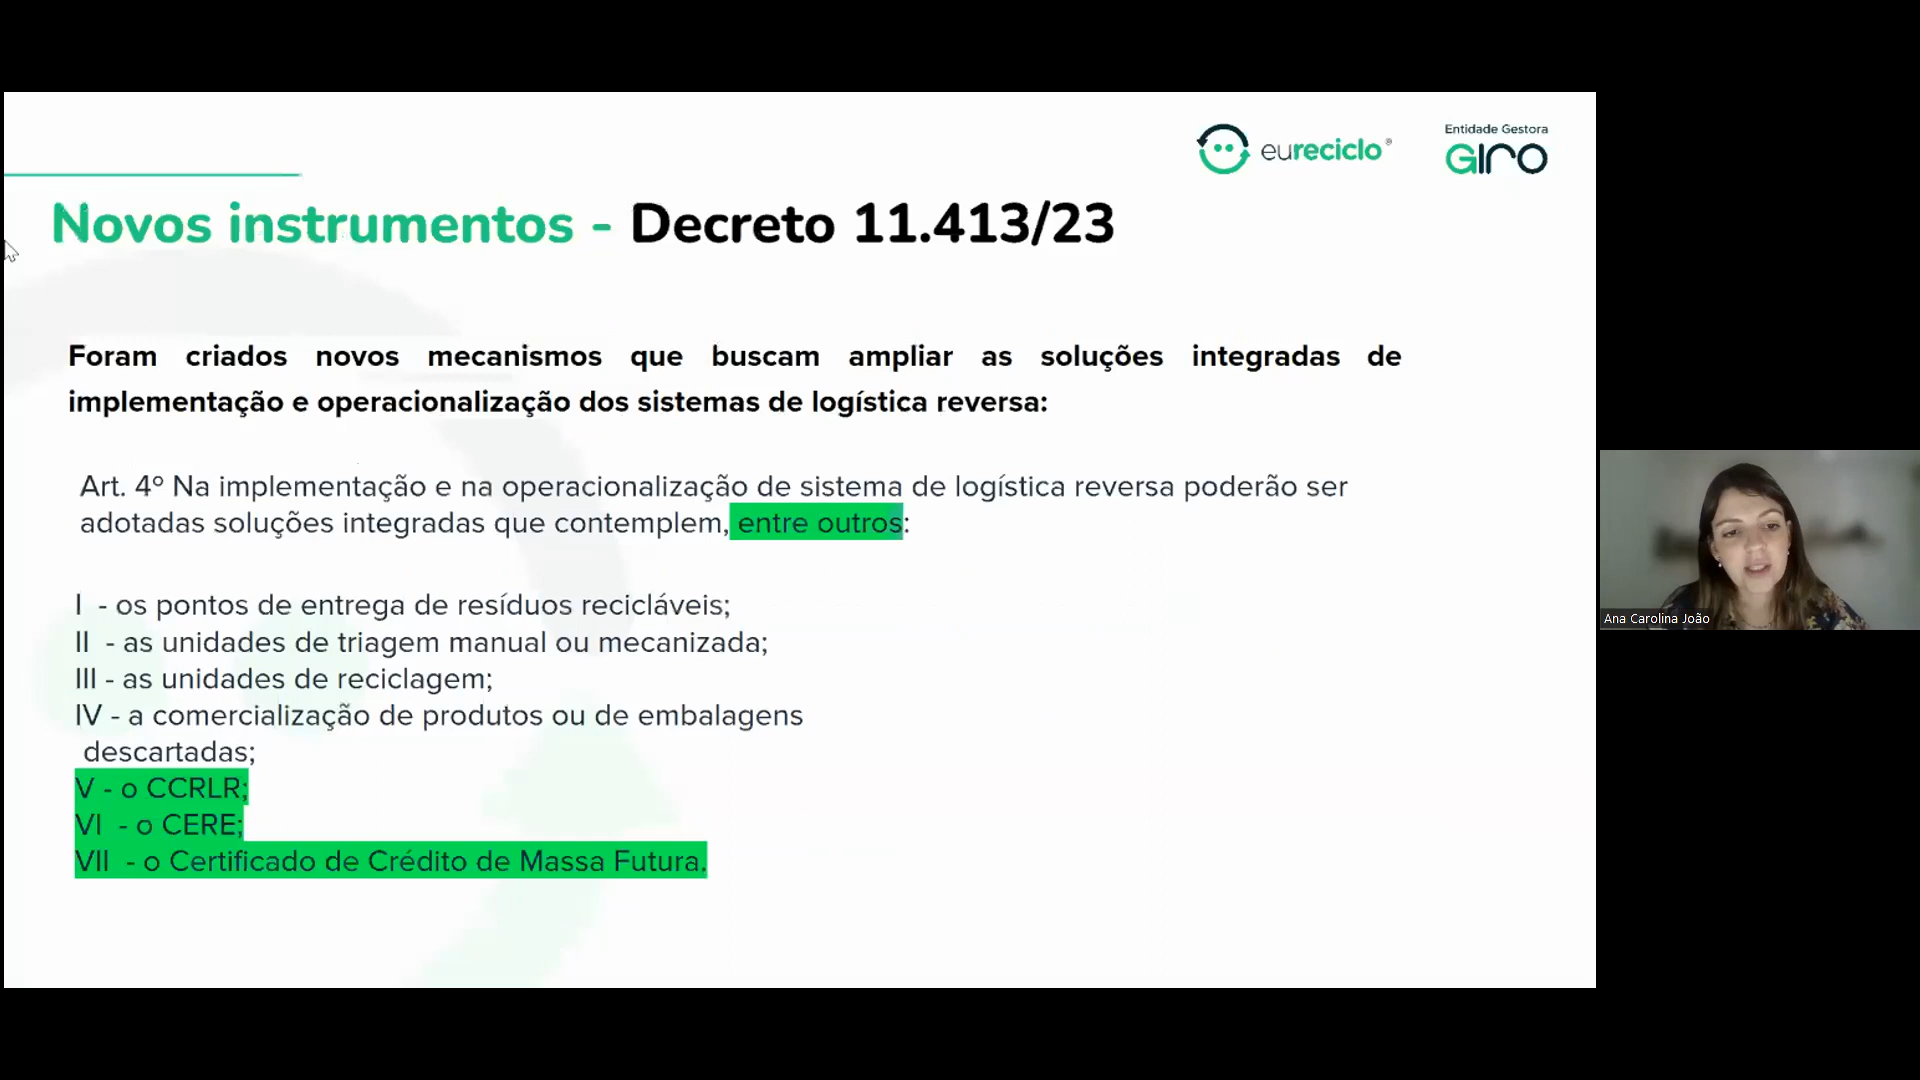 eureciclo®
Entidade Gestora
GIRO
Novos instrumentos - Decreto 11.413/23
Foram criados novos mecanismos que buscam ampliar as soluções integradas de
implementação e operacionalização dos sistemas de logística reversa:
Art. 4º Na implementação e na operacionalização de sistema de logística reversa poderão ser
adotadas soluções integradas que contemplem, entre outros:
I - os pontos de entrega de resíduos recicláveis;
II - as unidades de triagem manual ou mecanizada;
III - as unidades de reciclagem;
IV - a comercialização de produtos ou de embalagens
descartadas;
V - o CCRLR;
VI - o CERE;
VII - o Certificado de Crédito de Massa Futura.
Ana Carolina João